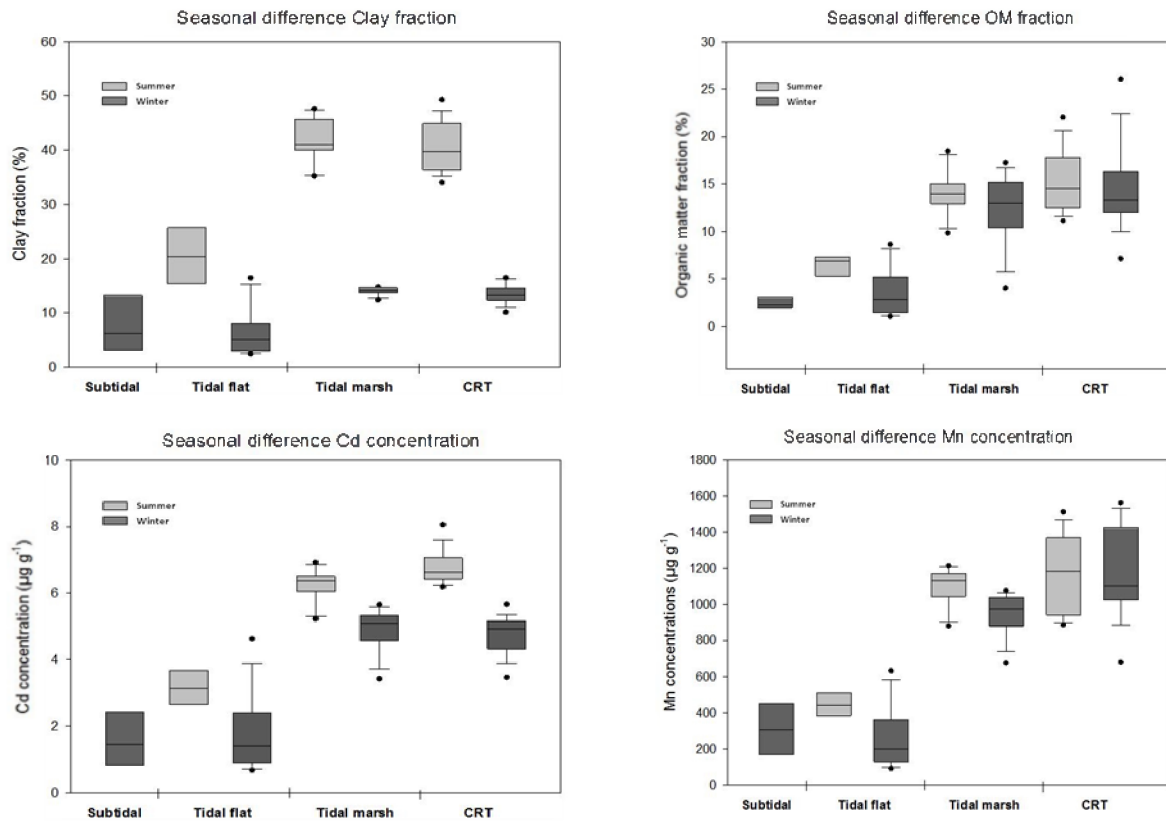 Seasonal difference Clay fraction
60
50
40
30
20
10
0
Clay fraction (%)
Summer
Winter
Subtidal Tidal flat Tidal marsh CRT
Seasonal difference OM fraction
30
25
20
15
10
5
0
Organic matter fraction (%)
Summer
Winter
Subtidal Tidal flat Tidal marsh CRT
Seasonal difference Cd concentration
10
8
6
4
2
0
Cd concentration (µg g⁻¹)
Summer
Winter
Subtidal Tidal flat Tidal marsh CRT
Seasonal difference Mn concentration
1800
1600
1400
1200
1000
800
600
400
200
0
Mn concentrations (µg g⁻¹)
Summer
Winter
Subtidal Tidal flat Tidal marsh CRT